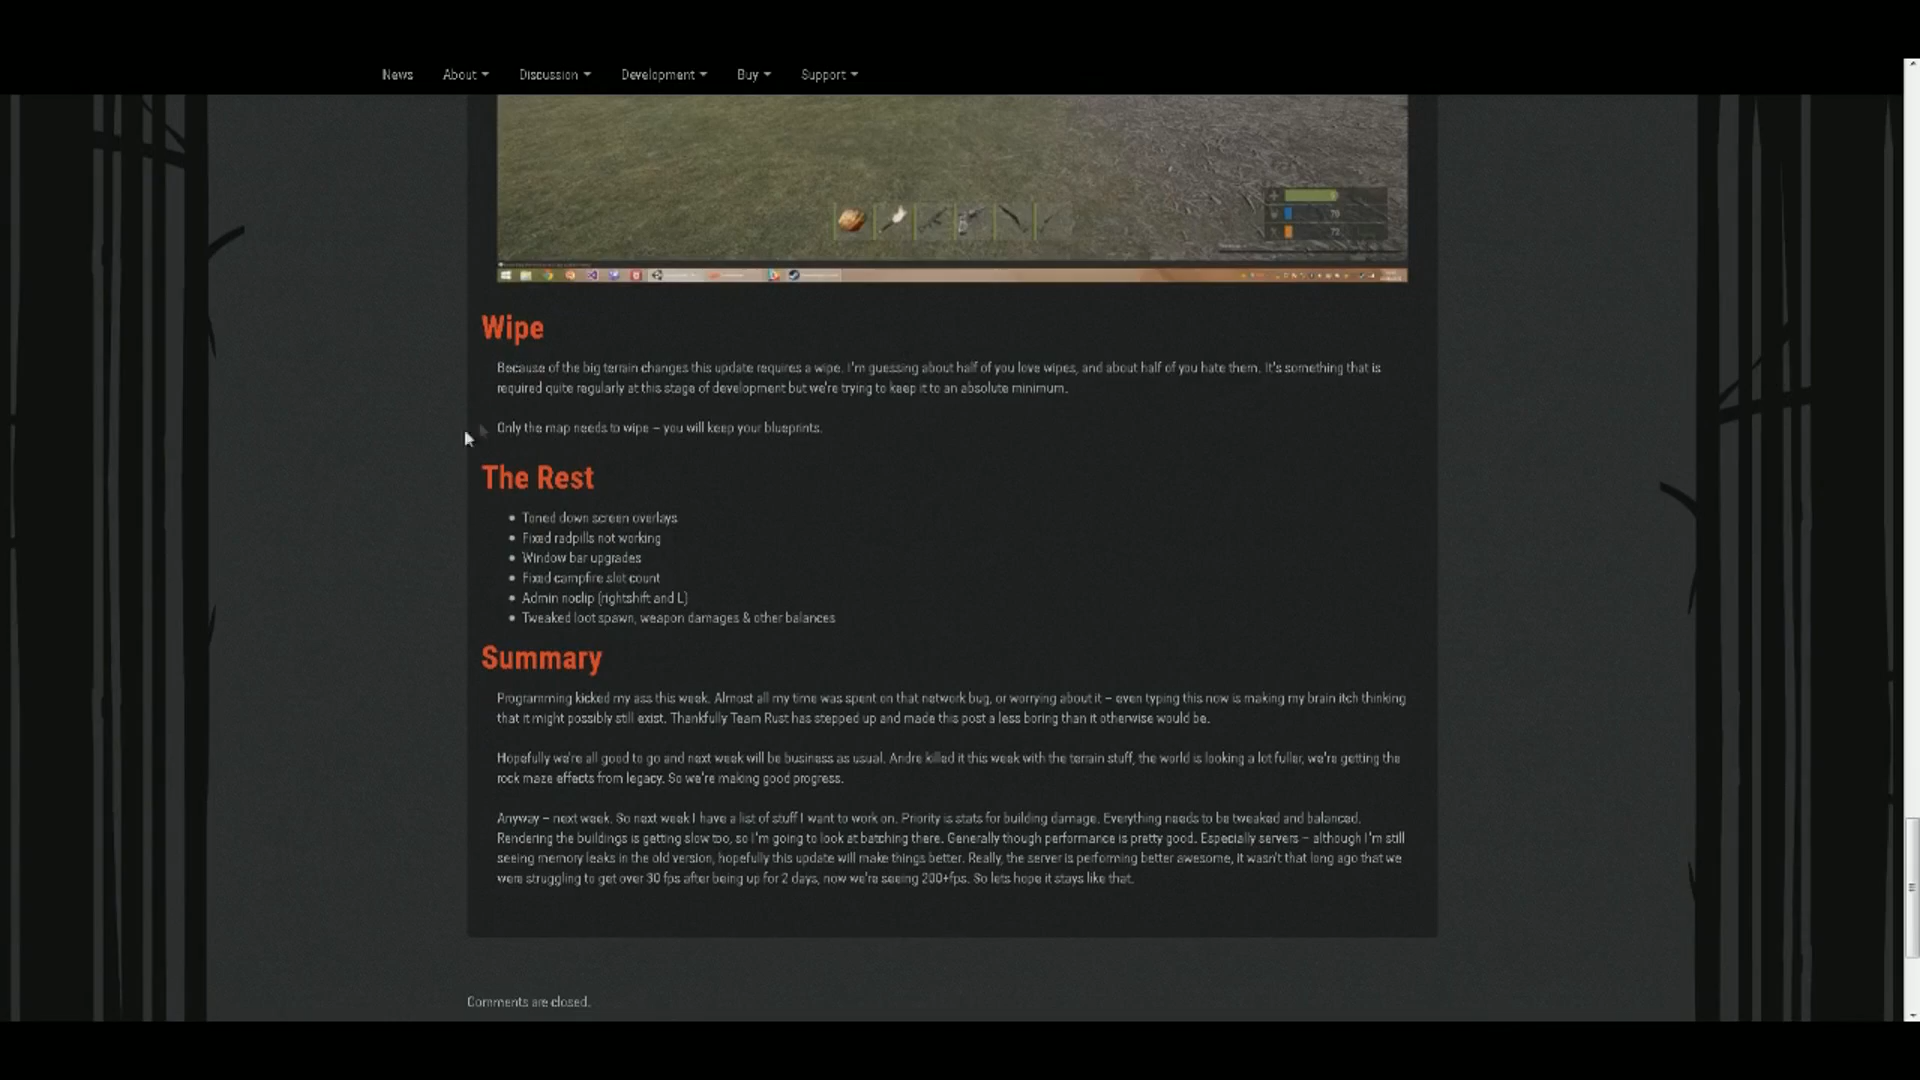 News About Discussion Development Buy Support
70
72
Wipe
Because of the big terrain changes this update requires a wipe. I'm guessing about half of you love wipes, and about half of you hate them. It's something that is
required quite regularly at this stage of development but we're trying to keep it to an absolute minimum.
Only the map needs to wipe – you will keep your blueprints.
The Rest
Toned down screen overlays
Fixed radpills not working
Window bar upgrades
Fixed campfire slot count
Admin noclip (rightshift and L)
Tweaked loot spawn, weapon damages & other balances
Summary
Programming kicked my ass this week. Almost all my time was spent on that network bug, or worrying about it – even typing this now is making my brain itch thinking
that it might possibly still exist. Thankfully Team Rust has stepped up and made this post a less boring than it otherwise would be.
Hopefully we're all good to go and next week will be business as usual. Andre killed it this week with the terrain stuff, the world is looking a lot fuller, we're getting the
rock maze effects from legacy. So we're making good progress.
Anyway – next week. So next week I have a list of stuff I want to work on. Priority is stats for building damage. Everything needs to be tweaked and balanced.
Rendering the buildings is getting slow too, so I'm going to look at batching there. Generally though performance is pretty good. Especially servers – although I'm still
seeing memory leaks in the old version, hopefully this update will make things better. Really, the server is performing better awesome, it wasn't that long ago that we
were struggling to get over 30 fps after being up for 2 days, now we're seeing 200+fps. So lets hope it stays like that.
Comments are closed.